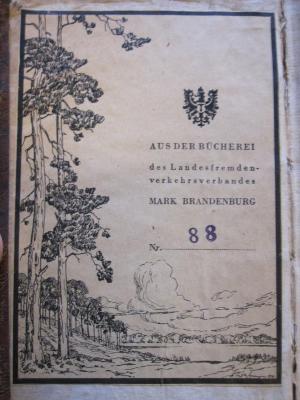 AUS DER BÜCHEREI
des Landesfremden-
verkehrsverbandes
MARK BRANDENBURG
Nr. 88